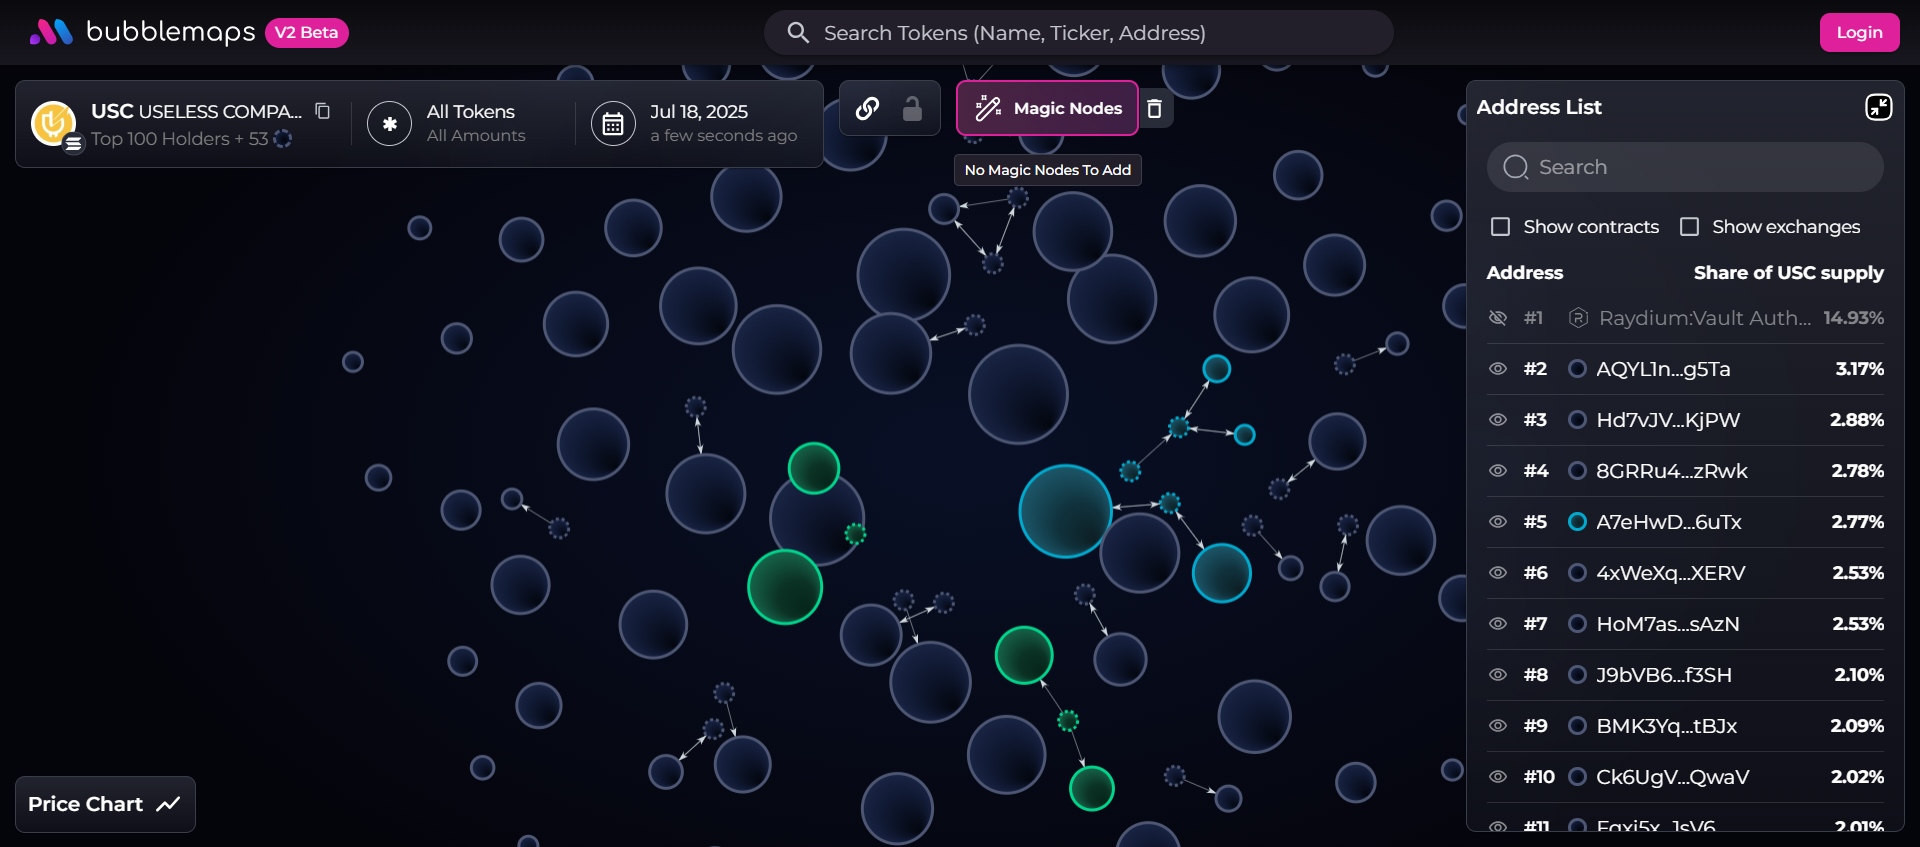 bubblemaps V2 Beta
Search Tokens (Name, Ticker, Address)
Login
USC USELESS COMPA...
Top 100 Holders + 53
All Tokens
All Amounts
Jul 18, 2025
a few seconds ago
Magic Nodes
No Magic Nodes To Add
Address List
Search
Show contracts Show exchanges
Address Share of USC supply
#1 Raydium:Vault Auth... 14.93%
#2 AQYL1n...g5Ta 3.17%
#3 Hd7vJV...KjPW 2.88%
#4 8GRRu4...zRwk 2.78%
#5 A7eHwD...6uTx 2.77%
#6 4xWeXq...XERV 2.53%
#7 HoM7as...sAzN 2.53%
#8 J9bVB6...f3SH 2.10%
#9 BMK3Yq...tBJx 2.09%
#10 Ck6UgV...QwaV 2.02%
#11 2.01%
Price Chart